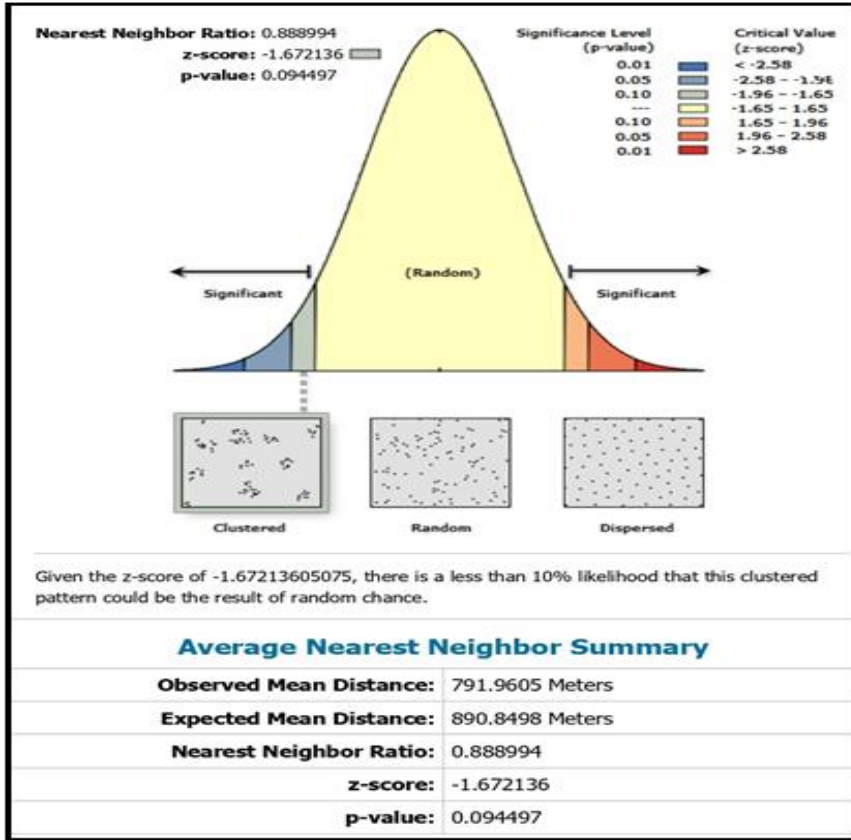 Nearest Neighbor Ratio: 0.888994
z-score: -1.672136
p-value: 0.094497
Significance Level
(p-value)
Critical Value
(z-score)
0.01 < -2.58
0.05 -2.58 - -1.96
0.10 -1.96 - -1.65
--- -1.65 - 1.65
0.10 1.65 - 1.96
0.05 1.96 - 2.58
0.01 > 2.58
(Random)
Significant
Significant
Clustered
Random
Dispersed
Given the z-score of -1.67213605075, there is a less than 10% likelihood that this clustered
pattern could be the result of random chance.
Average Nearest Neighbor Summary
Observed Mean Distance: 791.9605 Meters
Expected Mean Distance: 890.8498 Meters
Nearest Neighbor Ratio: 0.888994
z-score: -1.672136
p-value: 0.094497